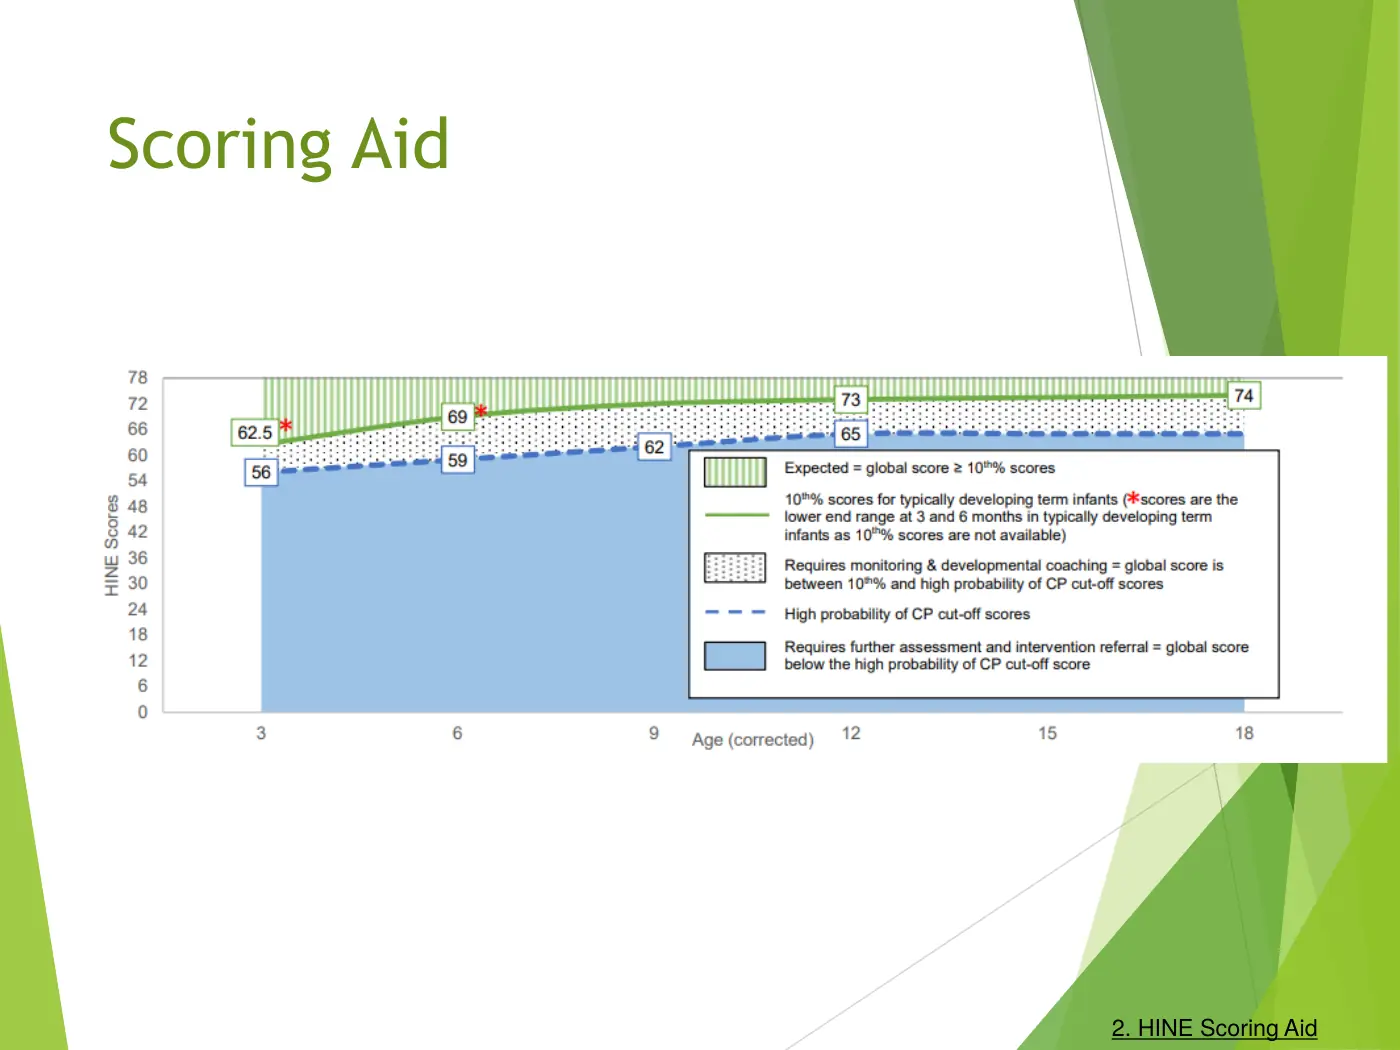 Scoring Aid
78
72
66
60
54
48
42
36
30
24
18
12
6
0
HINE Scores
62.5 *
69 *
73
74
56
59
62
65
Expected = global score ≥ 10th% scores
10th% scores for typically developing term infants (*scores are the
lower end range at 3 and 6 months in typically developing term
infants as 10th% scores are not available)
Requires monitoring & developmental coaching = global score is
between 10th% and high probability of CP cut-off scores
High probability of CP cut-off scores
Requires further assessment and intervention referral = global score
below the high probability of CP cut-off score
3 6 9 12 15 18
Age (corrected)
2. HINE Scoring Aid